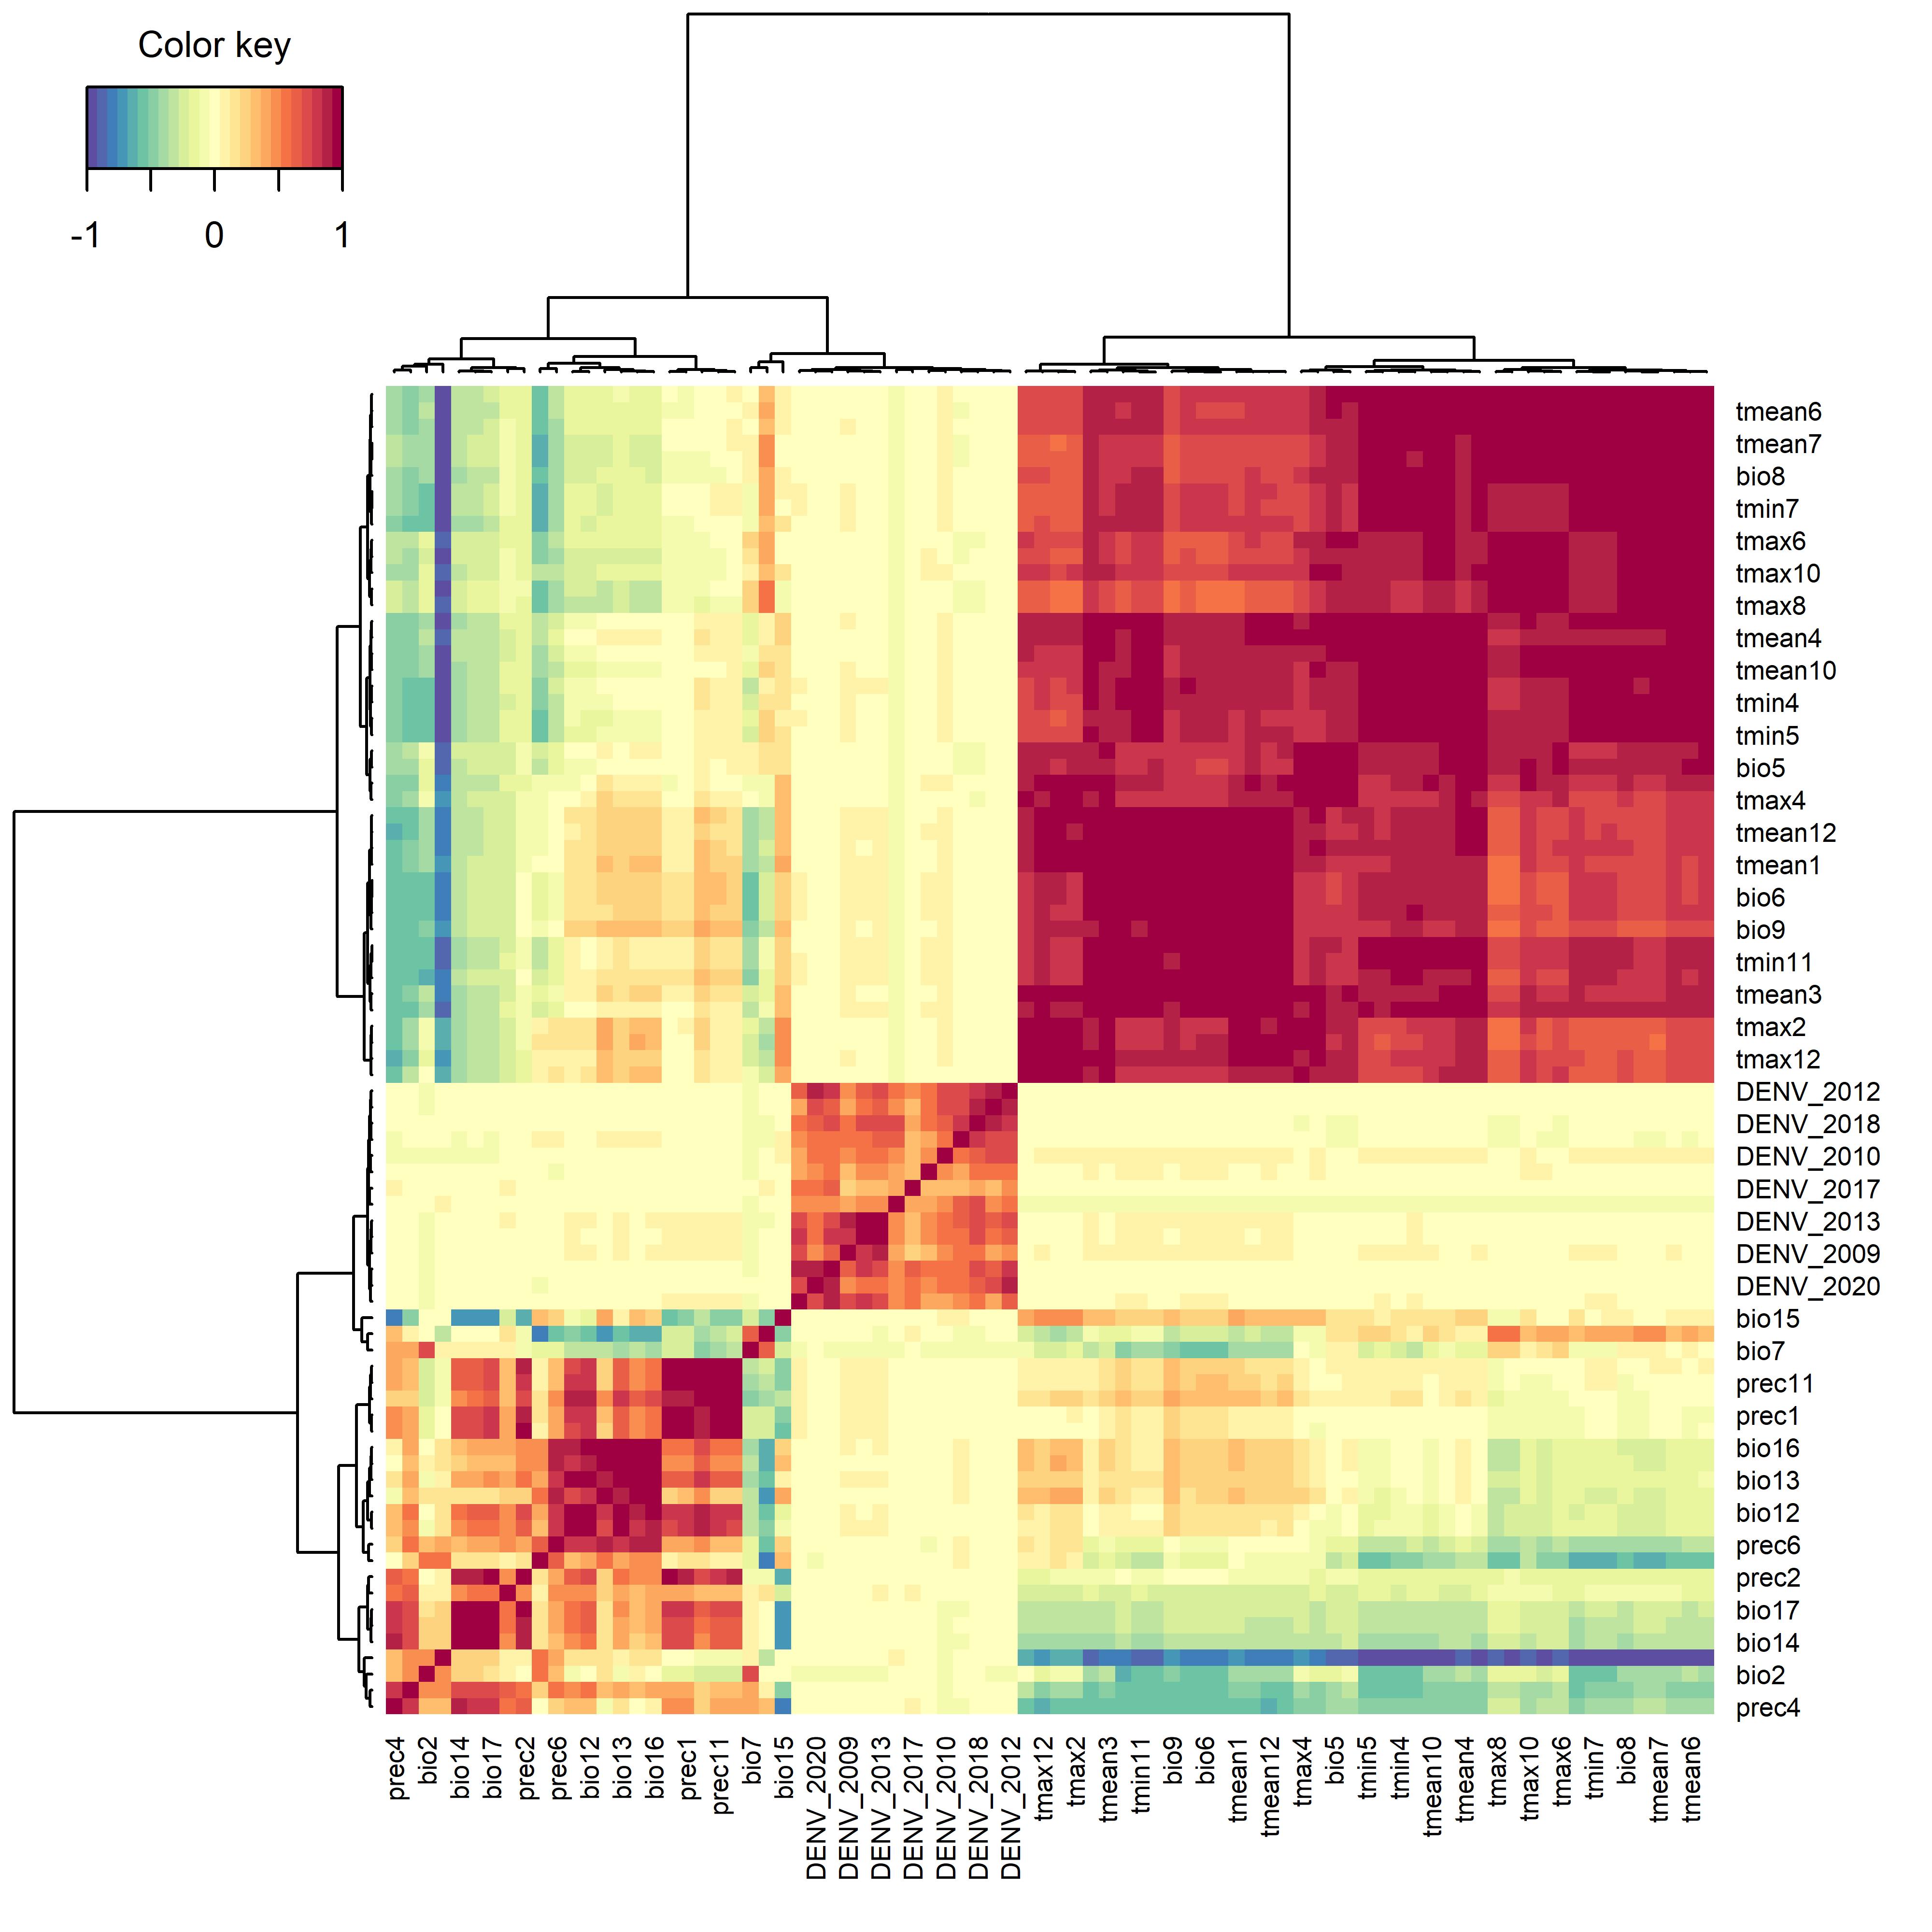 Color key
-1 0 1
tmean6
tmean7
bio8
tmin7
tmax6
tmax10
tmax8
tmean4
tmean10
tmin4
tmin5
bio5
tmax4
tmean12
tmean1
bio6
bio9
tmin11
tmean3
tmax2
tmax12
DENV_2012
DENV_2018
DENV_2010
DENV_2017
DENV_2013
DENV_2009
DENV_2020
bio15
bio7
prec11
prec1
bio16
bio13
bio12
prec6
prec2
bio17
bio14
bio2
prec4
prec4
bio2
bio14
bio17
prec2
prec6
bio12
bio13
bio16
prec1
prec11
bio7
bio15
DENV_2020
DENV_2009
DENV_2013
DENV_2017
DENV_2010
DENV_2018
DENV_2012
tmax12
tmax2
tmean3
tmin11
bio9
bio6
tmean1
tmean12
tmax4
bio5
tmin5
tmin4
tmean10
tmean4
tmax8
tmax10
tmax6
tmin7
bio8
tmean7
tmean6